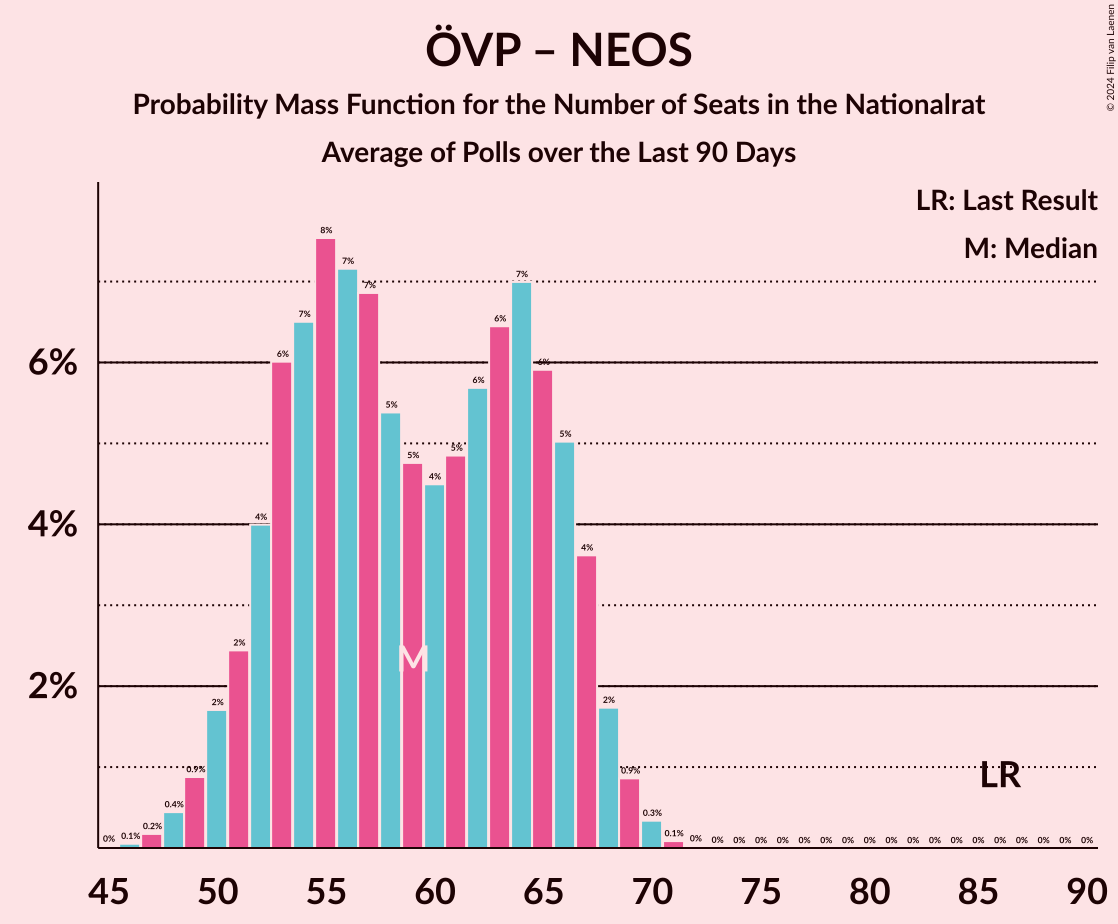 ÖVP – NEOS
Probability Mass Function for the Number of Seats in the Nationalrat
Average of Polls over the Last 90 Days
© 2024 Filip van Laenen
LR: Last Result
M: Median
6%
4%
2%
0% 0.1% 0.2% 0.4% 0.9% 2% 2% 4% 6% 7% 8% 7% 7% 5% 5% 4% 5% 6% 6% 7% 6% 5% 4% 2% 0.9% 0.3% 0.1% 0% 0% 0% 0% 0% 0% 0% 0% 0% 0% 0% 0% 0% 0% 0% 0% 0% 0% 0%
M
LR
45 50 55 60 65 70 75 80 85 90